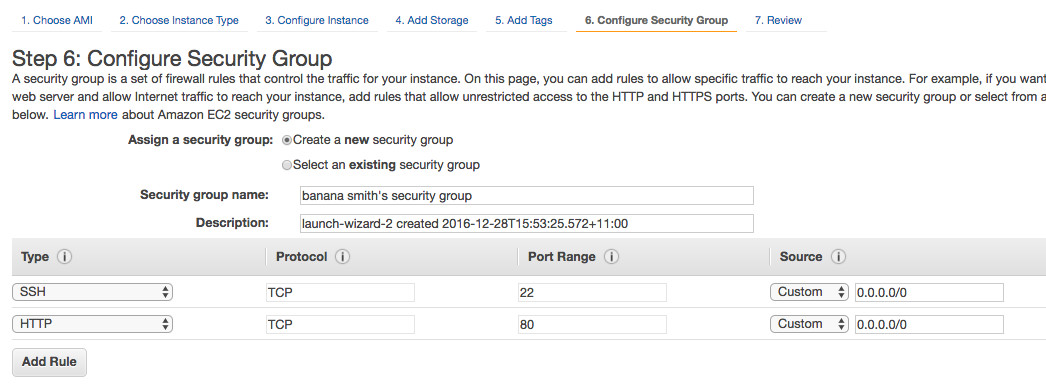 1. Choose AMI 2. Choose Instance Type 3. Configure Instance 4. Add Storage 5. Add Tags 6. Configure Security Group 7. Review
Step 6: Configure Security Group
A security group is a set of firewall rules that control the traffic for your instance. On this page, you can add rules to allow specific traffic to reach your instance. For example, if you want
web server and allow Internet traffic to reach your instance, add rules that allow unrestricted access to the HTTP and HTTPS ports. You can create a new security group or select from a
below. Learn more about Amazon EC2 security groups.
Assign a security group: Create a new security group
Select an existing security group
Security group name: banana smith's security group
Description: launch-wizard-2 created 2016-12-28T15:53:25.572+11:00
Type i Protocol i Port Range i Source i
SSH TCP 22 Custom 0.0.0.0/0
HTTP TCP 80 Custom 0.0.0.0/0
Add Rule